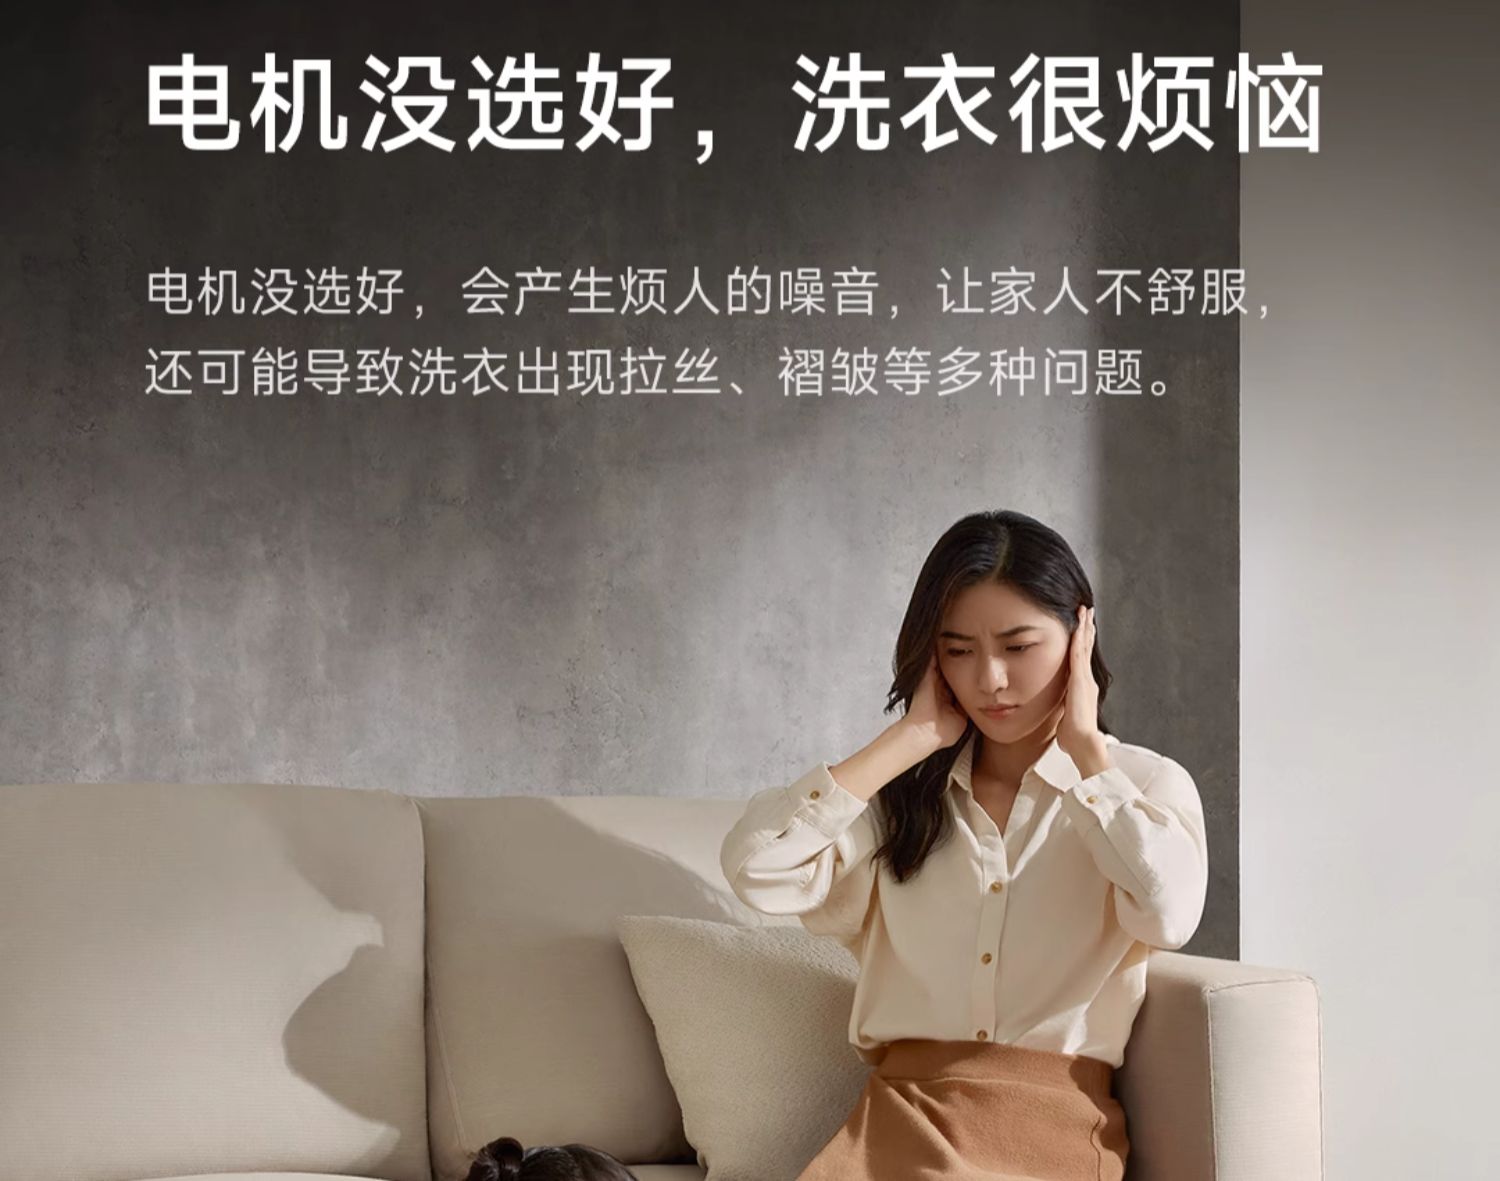 电机没选好，洗衣很烦恼
电机没选好，会产生烦人的噪音，让家人不舒服，
还可能导致洗衣出现拉丝、褶皱等多种问题。